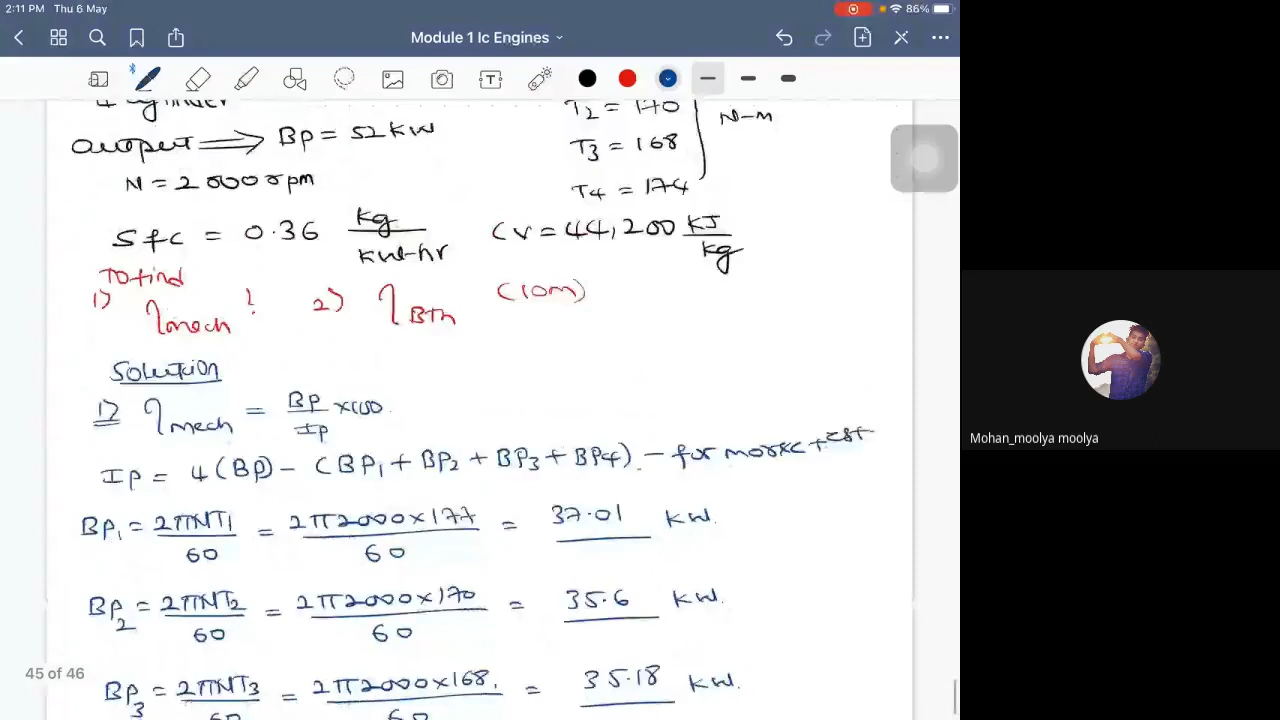 2:11 PM Thu 6 May
86%
Module 1 Ic Engines
4 cylinder
T2 = 170
N-m
output ⟹ BP = 52 kW
T3 = 168
N = 2000 rpm
T4 = 174
sfc = 0.36 kg/kW-hr
CV = 44,200 KJ/kg
To find
1) ηmech ? 2) ηBTh (10m)
Solution
1) ηmech = BP/IP ×100
IP = 4(BP) - (BP1 + BP2 + BP3 + BP4) - for morse test
BP1 = 2πNT1/60 = 2π2000×177/60 = 37.01 kW.
BP2 = 2πNT2/60 = 2π2000×170/60 = 35.6 kW.
BP3 = 2πNT3/60 = 2π2000×168/60 = 35.18 kW.
45 of 46
Mohan_moolya moolya